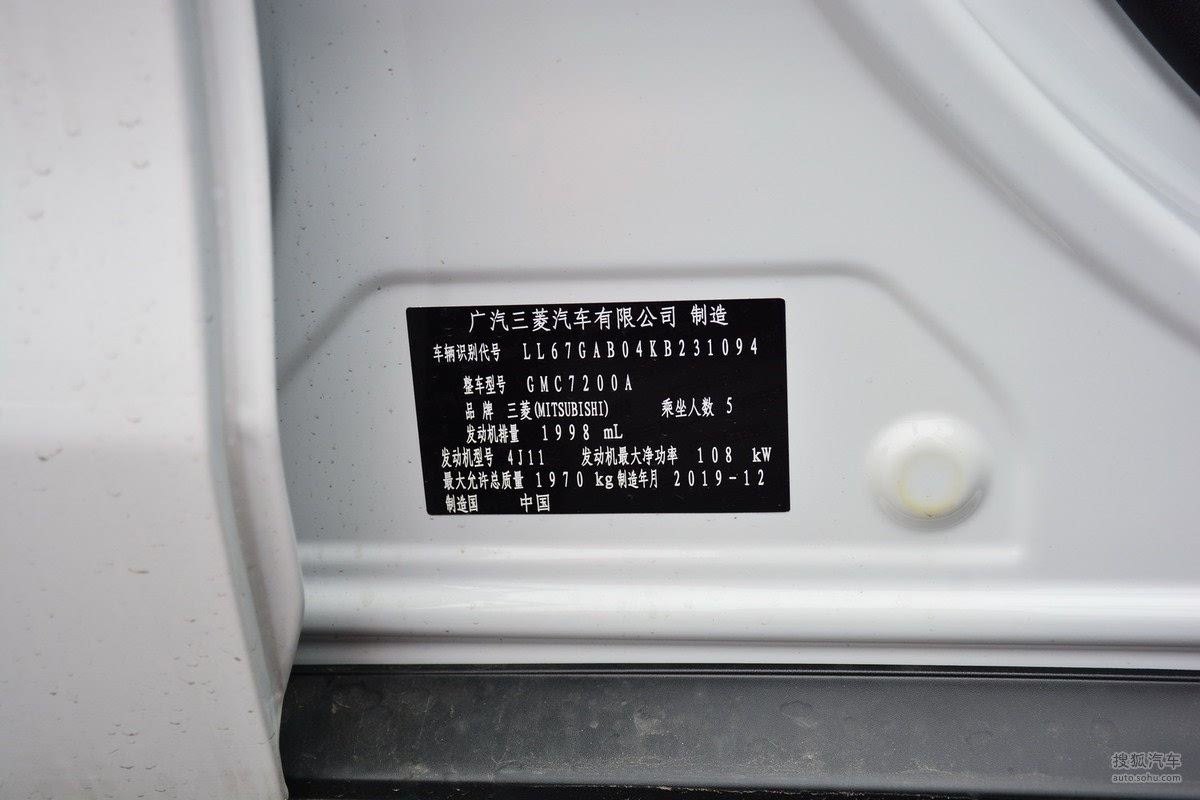 广汽三菱汽车有限公司 制造
车辆识别代号 LL67GAB04KB231094
整车型号 GMC7200A
品 牌 三菱(MITSUBISHI) 乘坐人数 5
发动机排量 1998 mL
发动机型号 4J11 发动机最大净功率 108 kW
最大允许总质量 1970 kg 制造年月 2019-12
制造国 中国
搜狐汽车
auto.sohu.com